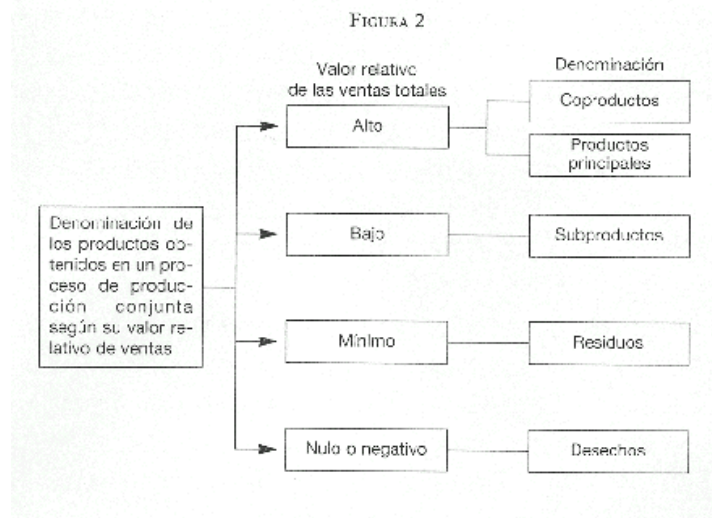 FIGURA 2
Valor relativo
de las ventas totales
Denominación
Alto
Coproductos
Productos
principales
Denominación de
los productos ob-
tenidos en un pro-
ceso de produc-
ción conjunta
según su valor re-
lativo de ventas
Bajo
Subproductos
Mínimo
Residuos
Nulo o negativo
Desechos